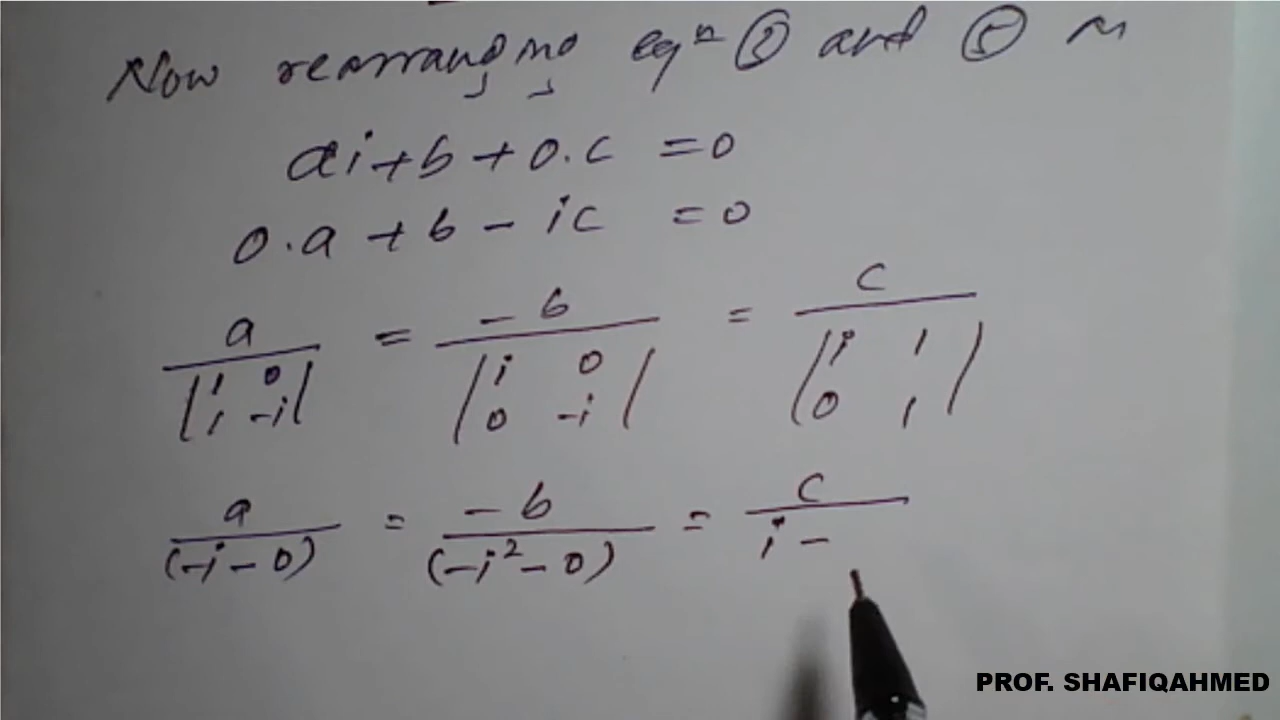 Now rearranging eqn ③ and ⑤
ai + b + 0.c = 0
0.a + b - ic = 0
a / |1 0; 1 -i| = -b / |i 0; 0 -i| = c / |i 1; 0 1|
a / (-i - 0) = -b / (-i² - 0) = c / i -
PROF. SHAFIQAHMED